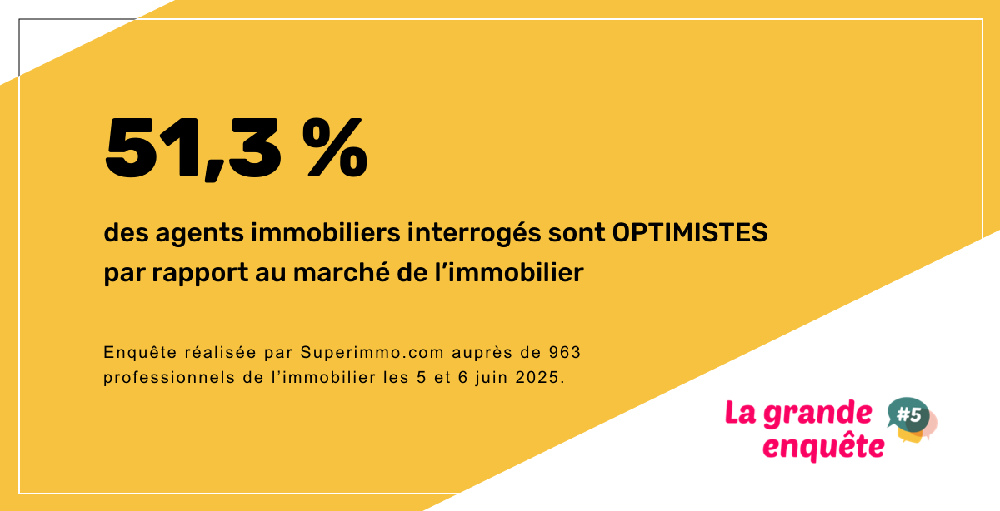 51,3 %
des agents immobiliers interrogés sont OPTIMISTES
par rapport au marché de l’immobilier
Enquête réalisée par Superimmo.com auprès de 963
professionnels de l’immobilier les 5 et 6 juin 2025.
La grande
enquête
#5